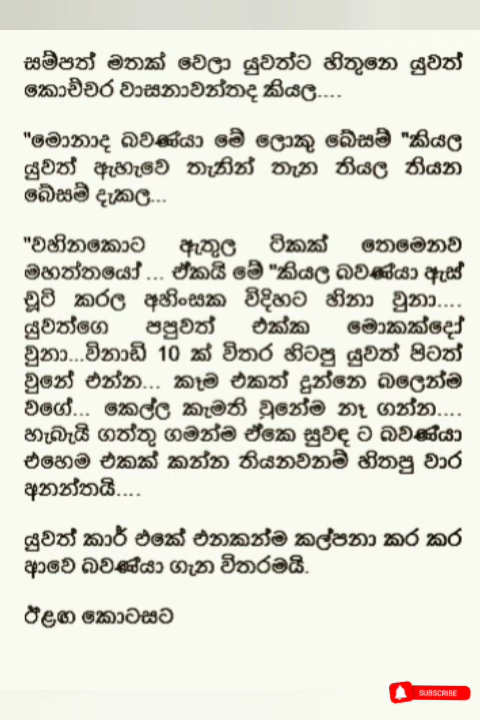 සම්පත් මතක් වෙලා යුවත්ට හිතුනෙ යුවත්
කොච්චර වාසනාවන්තද කියල....
"මොනාද බවණ්යා මේ ලොකු බේසම් "කියල
යුවත් ඇහැවෙ තැනින් තැන තියල තියන
බේසම් දැකල...
"වහිනකොට ඇතුල ටිකක් තෙමෙනව
මහත්තයෝ ... ඒකයි මේ "කියල බවණ්යා ඇස්
චූටි කරල අහිංසක විදිහට හිනා වුනා....
යුවත්ගෙ පපුවත් එක්ක මොකක්දෝ
වුනා...විනාඩි 10 ක් විතර හිටපු යුවත් පිටත්
වුනේ එන්න... කෑම එකත් දුන්නෙ බලෙන්ම
වගේ... කෙල්ල කැමති වුනේම නෑ ගන්න....
හැබැයි ගත්තු ගමන්ම ඒකෙ සුවඳ ට බවණ්යා
එහෙම එකක් කන්න තියනවනම් හිතපු වාර
අනන්තයි....
යුවත් කාර් එකේ එනකන්ම කල්පනා කර කර
ආවෙ බවණ්යා ගැන විතරමයි.
ඊළඟ කොටසට
SUBSCRIBE